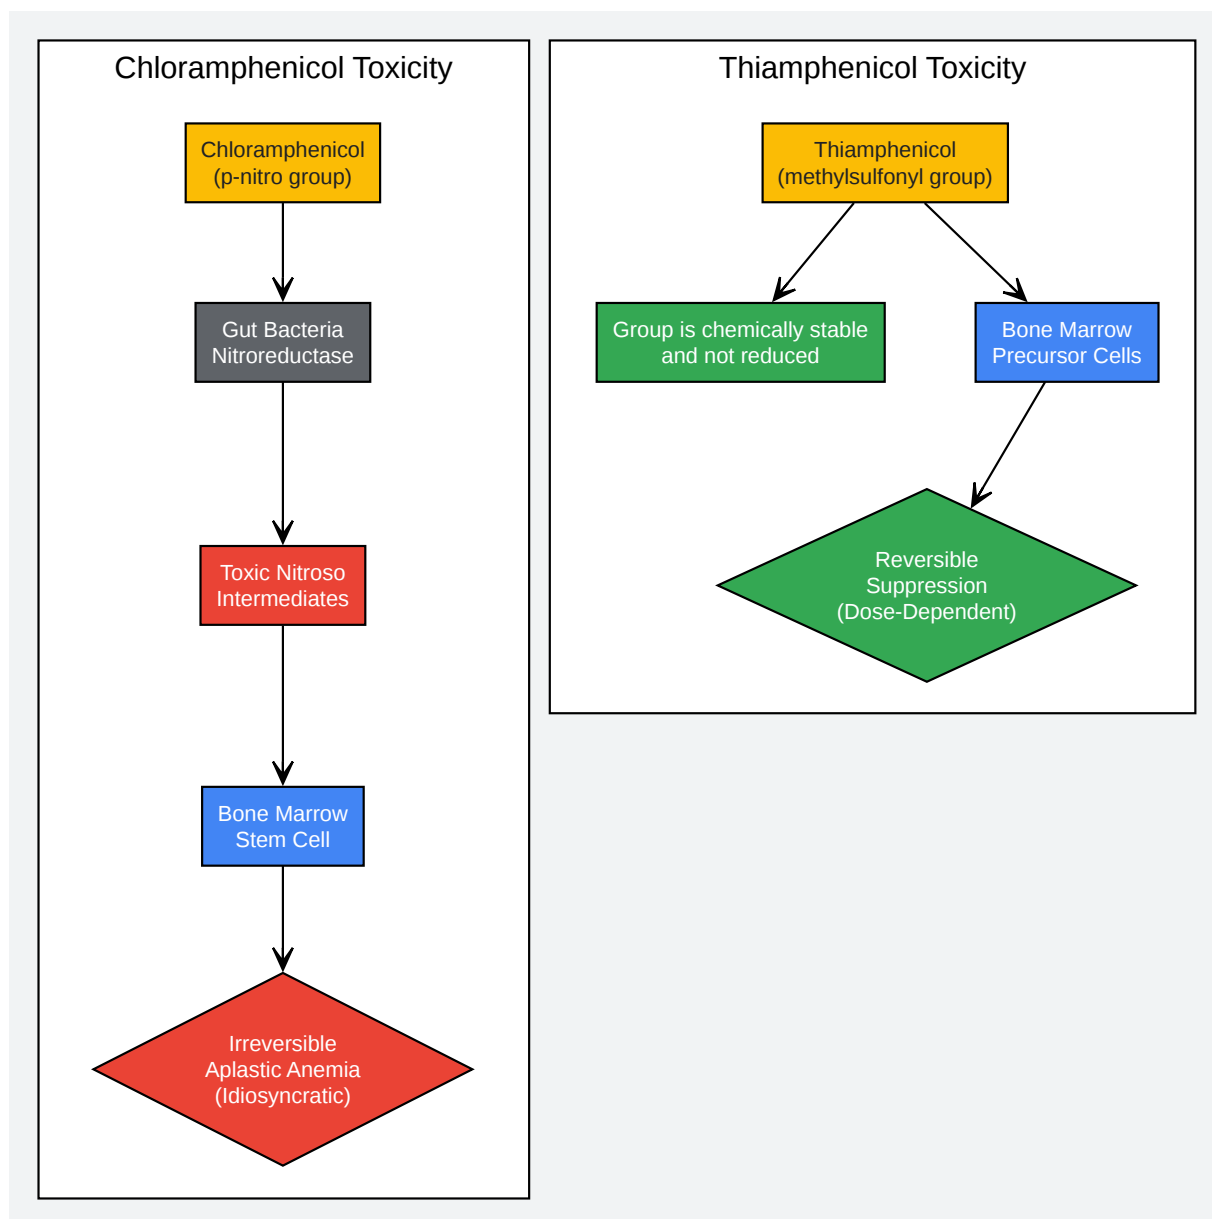 Chloramphenicol Toxicity
Chloramphenicol
(p-nitro group)
Gut Bacteria
Nitroreductase
Toxic Nitroso
Intermediates
Bone Marrow
Stem Cell
Irreversible
Aplastic Anemia
(Idiosyncratic)
Thiamphenicol Toxicity
Thiamphenicol
(methylsulfonyl group)
Group is chemically stable
and not reduced
Bone Marrow
Precursor Cells
Reversible
Suppression
(Dose-Dependent)